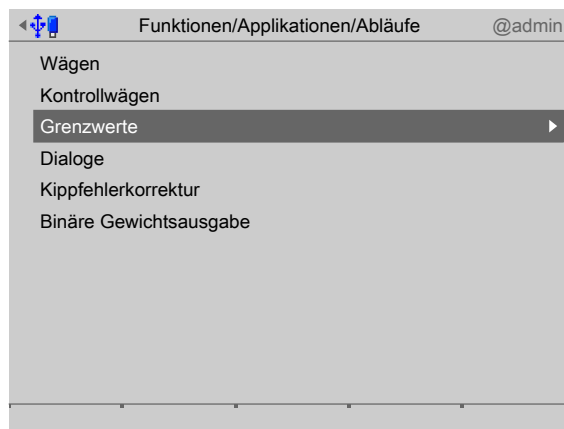 Funktionen/Applikationen/Abläufe @admin
Wägen
Kontrollwägen
Grenzwerte
Dialoge
Kippfehlerkorrektur
Binäre Gewichtsausgabe